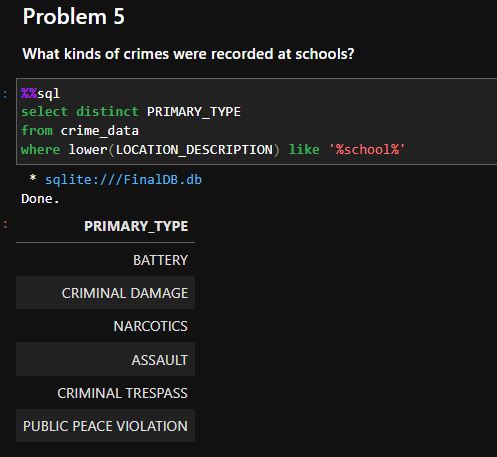 Problem 5
What kinds of crimes were recorded at schools?
:
%%sql
select distinct PRIMARY_TYPE
from crime_data
where lower(LOCATION_DESCRIPTION) like '%school%'
* sqlite:///FinalDB.db
Done.
:
PRIMARY_TYPE
BATTERY
CRIMINAL DAMAGE
NARCOTICS
ASSAULT
CRIMINAL TRESPASS
PUBLIC PEACE VIOLATION